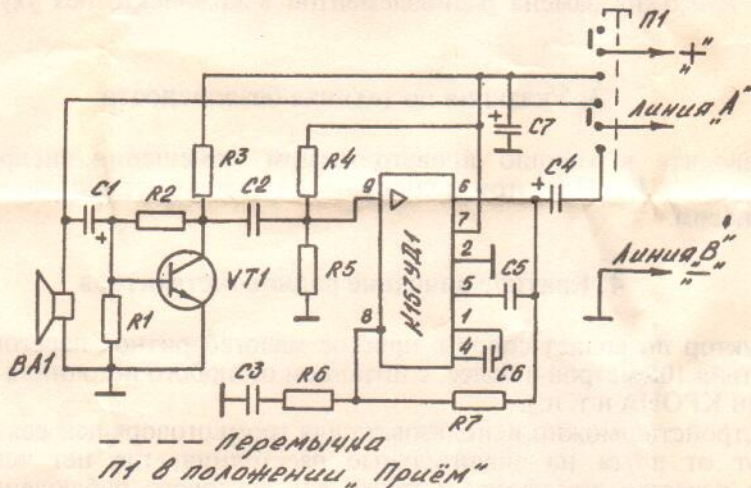 П1
„+"
Линия„А"
C7
R3
R4
C4
C1
R2
C2
9
6
7
К157УД1
2
5
C5
Линия„В"
„—"
VT1
R5
R1
8
1
4
C6
BA1
C3
R6
R7
Перемычка
П1 в положении „Приём"